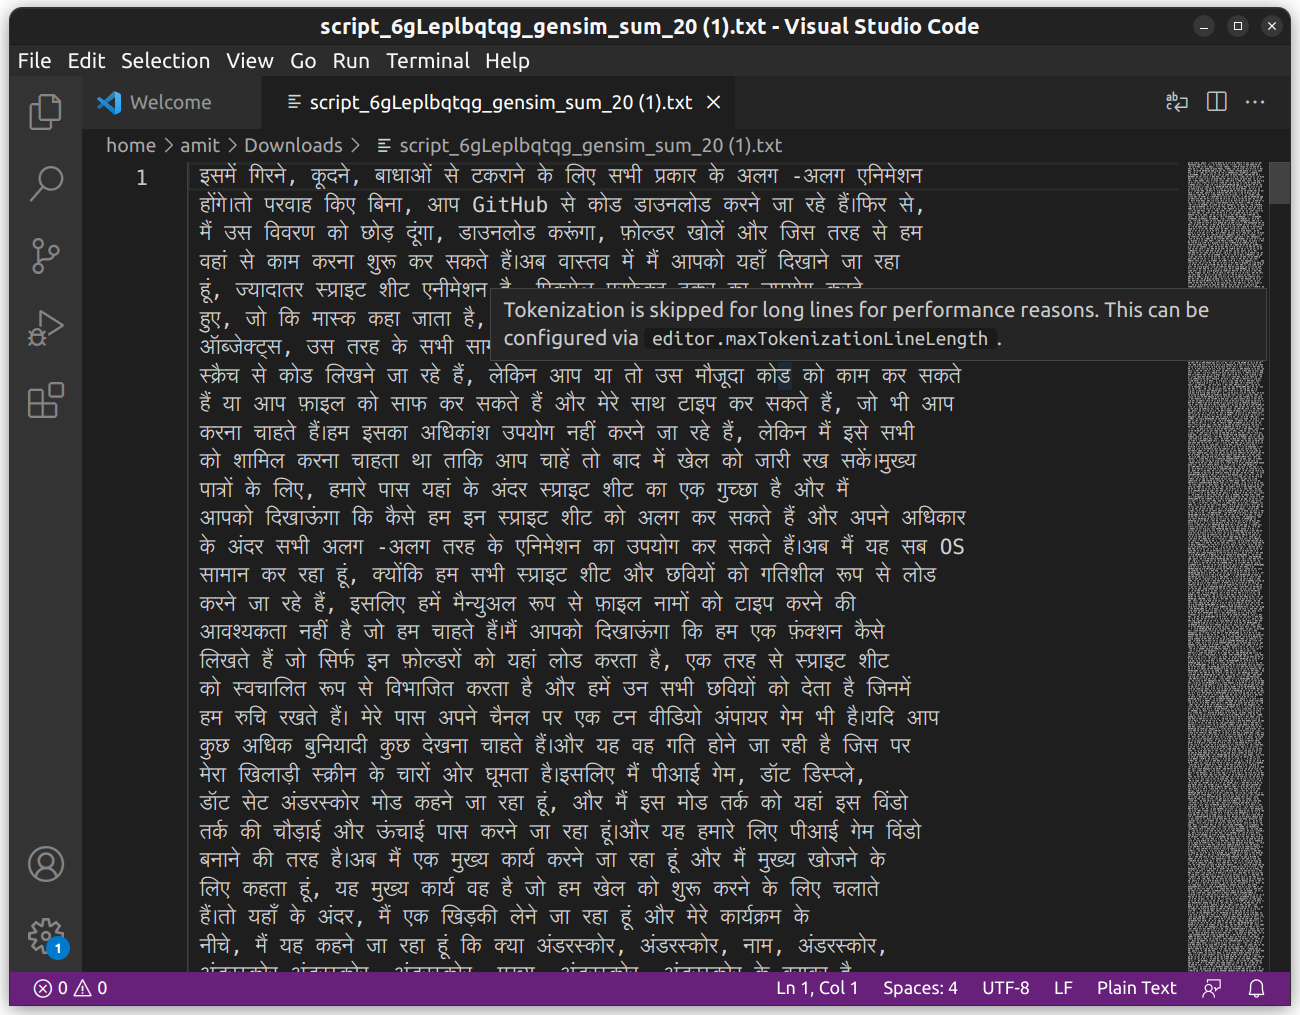 script_6gLeplbqtqg_gensim_sum_20 (1).txt - Visual Studio Code
File Edit Selection View Go Run Terminal Help
Welcome script_6gLeplbqtqg_gensim_sum_20 (1).txt
home > amit > Downloads > script_6gLeplbqtqg_gensim_sum_20 (1).txt
1 इसमें गिरने, कूदने, बाधाओं से टकराने के लिए सभी प्रकार के अलग -अलग एनिमेशन
होंगे।तो परवाह किए बिना, आप GitHub से कोड डाउनलोड करने जा रहे हैं।फिर से,
मैं उस विवरण को छोड़ दूंगा, डाउनलोड करूंगा, फ़ोल्डर खोलें और जिस तरह से हम
वहां से काम करना शुरू कर सकते हैं।अब वास्तव में मैं आपको यहाँ दिखाने जा रहा
हूं, ज्यादातर स्प्राइट शीट एनीमेशन
हुए, जो कि मास्क कहा जाता है,
Tokenization is skipped for long lines for performance reasons. This can be
configured via editor.maxTokenizationLineLength .
ऑब्जेक्ट्स, उस तरह के सभी
स्क्रैच से कोड लिखने जा रहे हैं, लेकिन आप या तो उस मौजूदा कोड को काम कर सकते
हैं या आप फ़ाइल को साफ कर सकते हैं और मेरे साथ टाइप कर सकते हैं, जो भी आप
करना चाहते हैं।हम इसका अधिकांश उपयोग नहीं करने जा रहे हैं, लेकिन मैं इसे सभी
को शामिल करना चाहता था ताकि आप चाहें तो बाद में खेल को जारी रख सकें।मुख्य
पात्रों के लिए, हमारे पास यहां के अंदर स्प्राइट शीट का एक गुच्छा है और मैं
आपको दिखाऊंगा कि कैसे हम इन स्प्राइट शीट को अलग कर सकते हैं और अपने अधिकार
के अंदर सभी अलग -अलग तरह के एनिमेशन का उपयोग कर सकते हैं।अब मैं यह सब OS
सामान कर रहा हूं, क्योंकि हम सभी स्प्राइट शीट और छवियों को गतिशील रूप से लोड
करने जा रहे हैं, इसलिए हमें मैन्युअल रूप से फ़ाइल नामों को टाइप करने की
आवश्यकता नहीं है जो हम चाहते हैं।मैं आपको दिखाऊंगा कि हम एक फ़ंक्शन कैसे
लिखते हैं जो सिर्फ इन फ़ोल्डरों को यहां लोड करता है, एक तरह से स्प्राइट शीट
को स्वचालित रूप से विभाजित करता है और हमें उन सभी छवियों को देता है जिनमें
हम रुचि रखते हैं। मेरे पास अपने चैनल पर एक टन वीडियो अंपायर गेम भी है।यदि आप
कुछ अधिक बुनियादी कुछ देखना चाहते हैं।और यह वह गति होने जा रही है जिस पर
मेरा खिलाड़ी स्क्रीन के चारों ओर घूमता है।इसलिए मैं पीआई गेम, डॉट डिस्प्ले,
डॉट सेट अंडरस्कोर मोड कहने जा रहा हूं, और मैं इस मोड तर्क को यहां इस विंडो
तर्क की चौड़ाई और ऊंचाई पास करने जा रहा हूं।और यह हमारे लिए पीआई गेम विंडो
बनाने की तरह है।अब मैं एक मुख्य कार्य करने जा रहा हूं और मैं मुख्य खोजने के
लिए कहता हूं, यह मुख्य कार्य वह है जो हम खेल को शुरू करने के लिए चलाते
हैं।तो यहाँ के अंदर, मैं एक खिड़की लेने जा रहा हूं और मेरे कार्यक्रम के
नीचे, मैं यह कहने जा रहा हूं कि क्या अंडरस्कोर, अंडरस्कोर, नाम, अंडरस्कोर,
1
0 0 Ln 1, Col 1 Spaces: 4 UTF-8 LF Plain Text